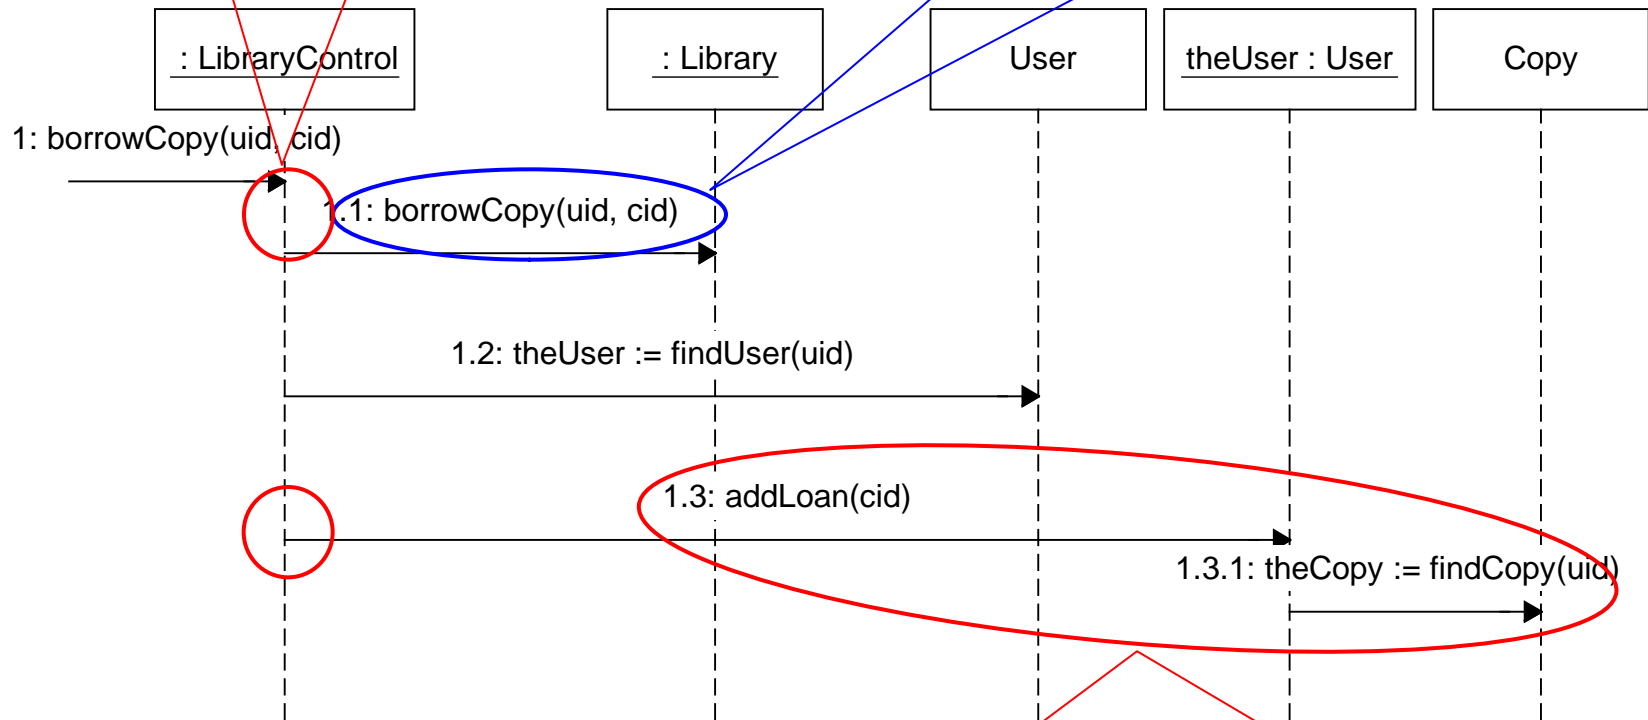 : LibraryControl
: Library
User
theUser : User
Copy
1: borrowCopy(uid, cid)
1.1: borrowCopy(uid, cid)
1.2: theUser := findUser(uid)
1.3: addLoan(cid)
1.3.1: theCopy := findCopy(uid)